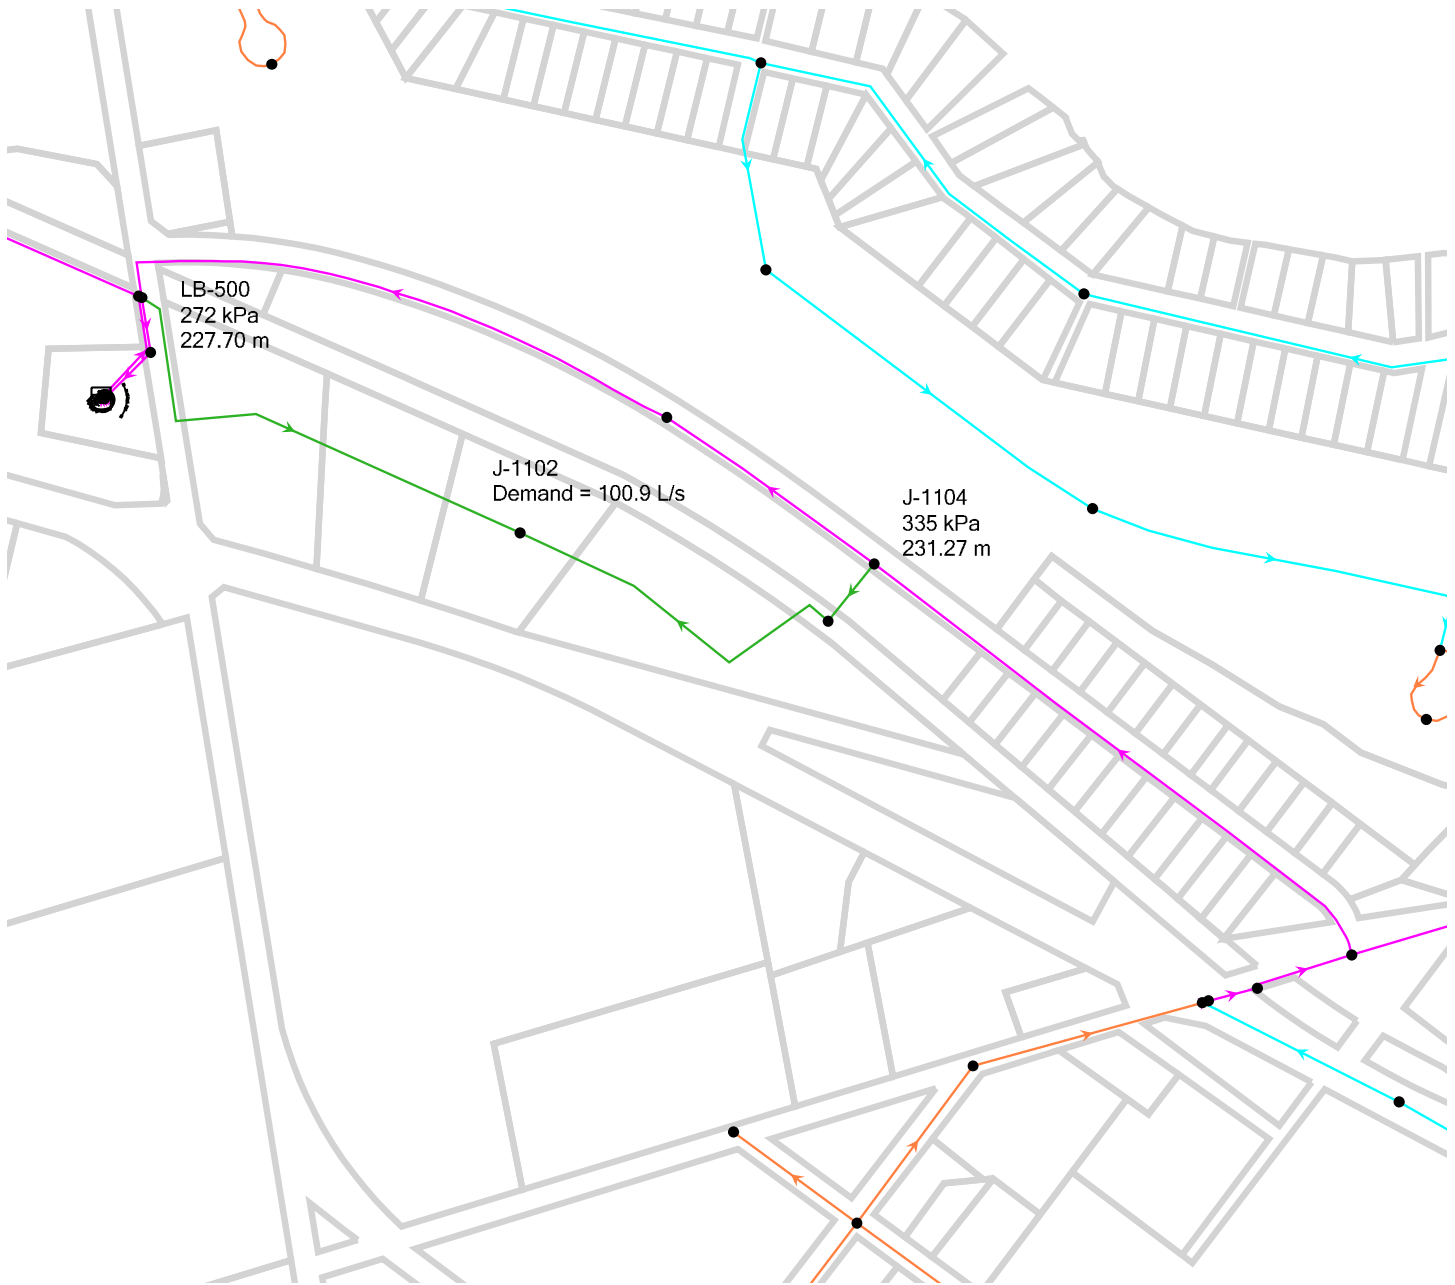 LB-500
272 kPa
227.70 m
J-1102
Demand = 100.9 L/s
J-1104
335 kPa
231.27 m